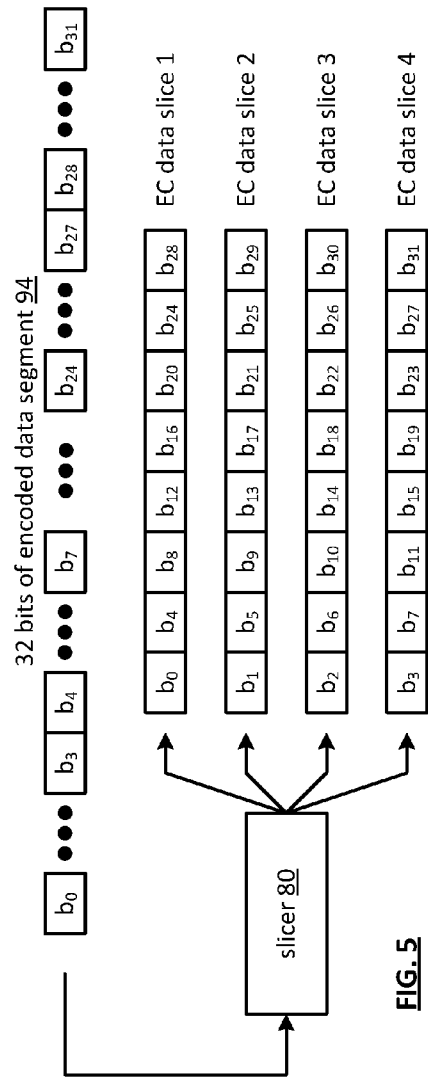 32 bits of encoded data segment 94
b0 ●●● b3 b4 ●●● b7 ●●● b24 ●●● b27 b28 ●●● b31
b0 b4 b8 b12 b16 b20 b24 b28 EC data slice 1
b1 b5 b9 b13 b17 b21 b25 b29 EC data slice 2
b2 b6 b10 b14 b18 b22 b26 b30 EC data slice 3
b3 b7 b11 b15 b19 b23 b27 b31 EC data slice 4
slicer 80
FIG. 5